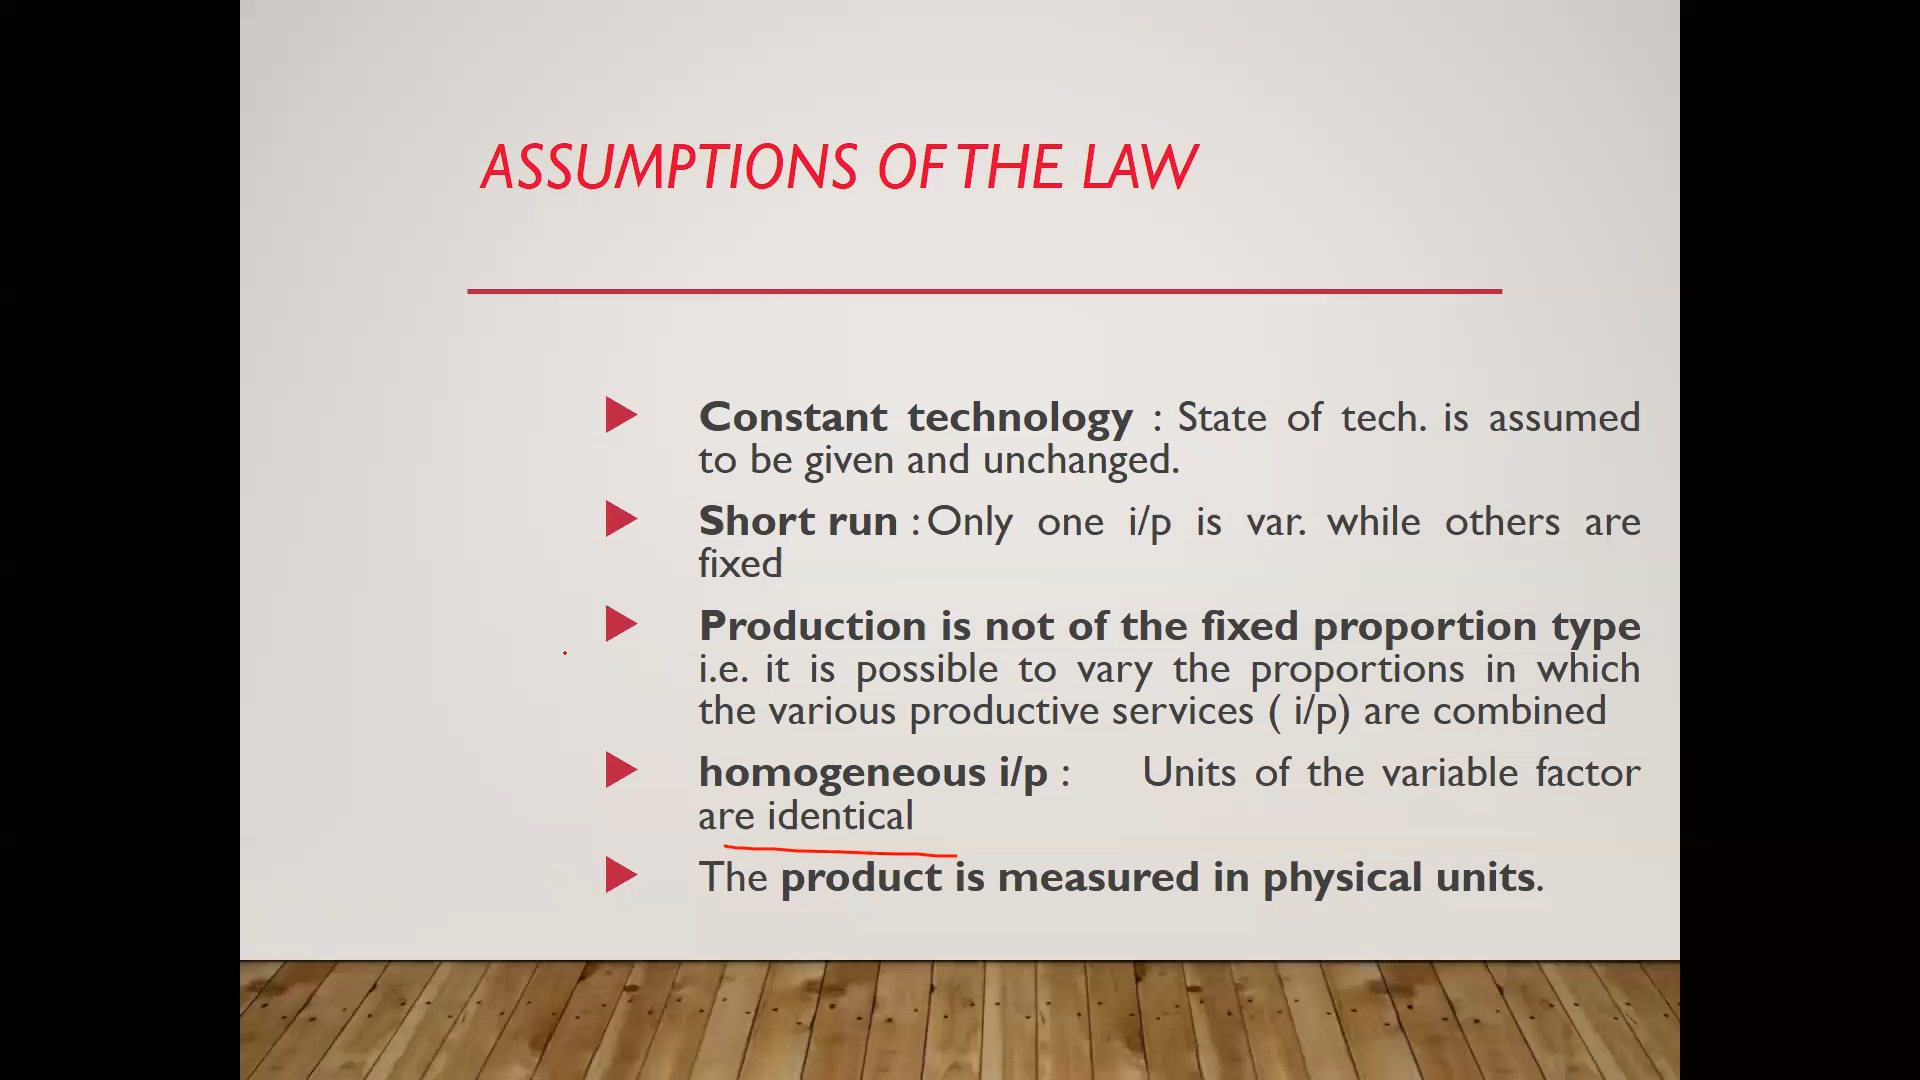 ASSUMPTIONS OF THE LAW
Constant technology : State of tech. is assumed
to be given and unchanged.
Short run : Only one i/p is var. while others are
fixed
Production is not of the fixed proportion type
i.e. it is possible to vary the proportions in which
the various productive services ( i/p) are combined
homogeneous i/p : Units of the variable factor
are identical
The product is measured in physical units.